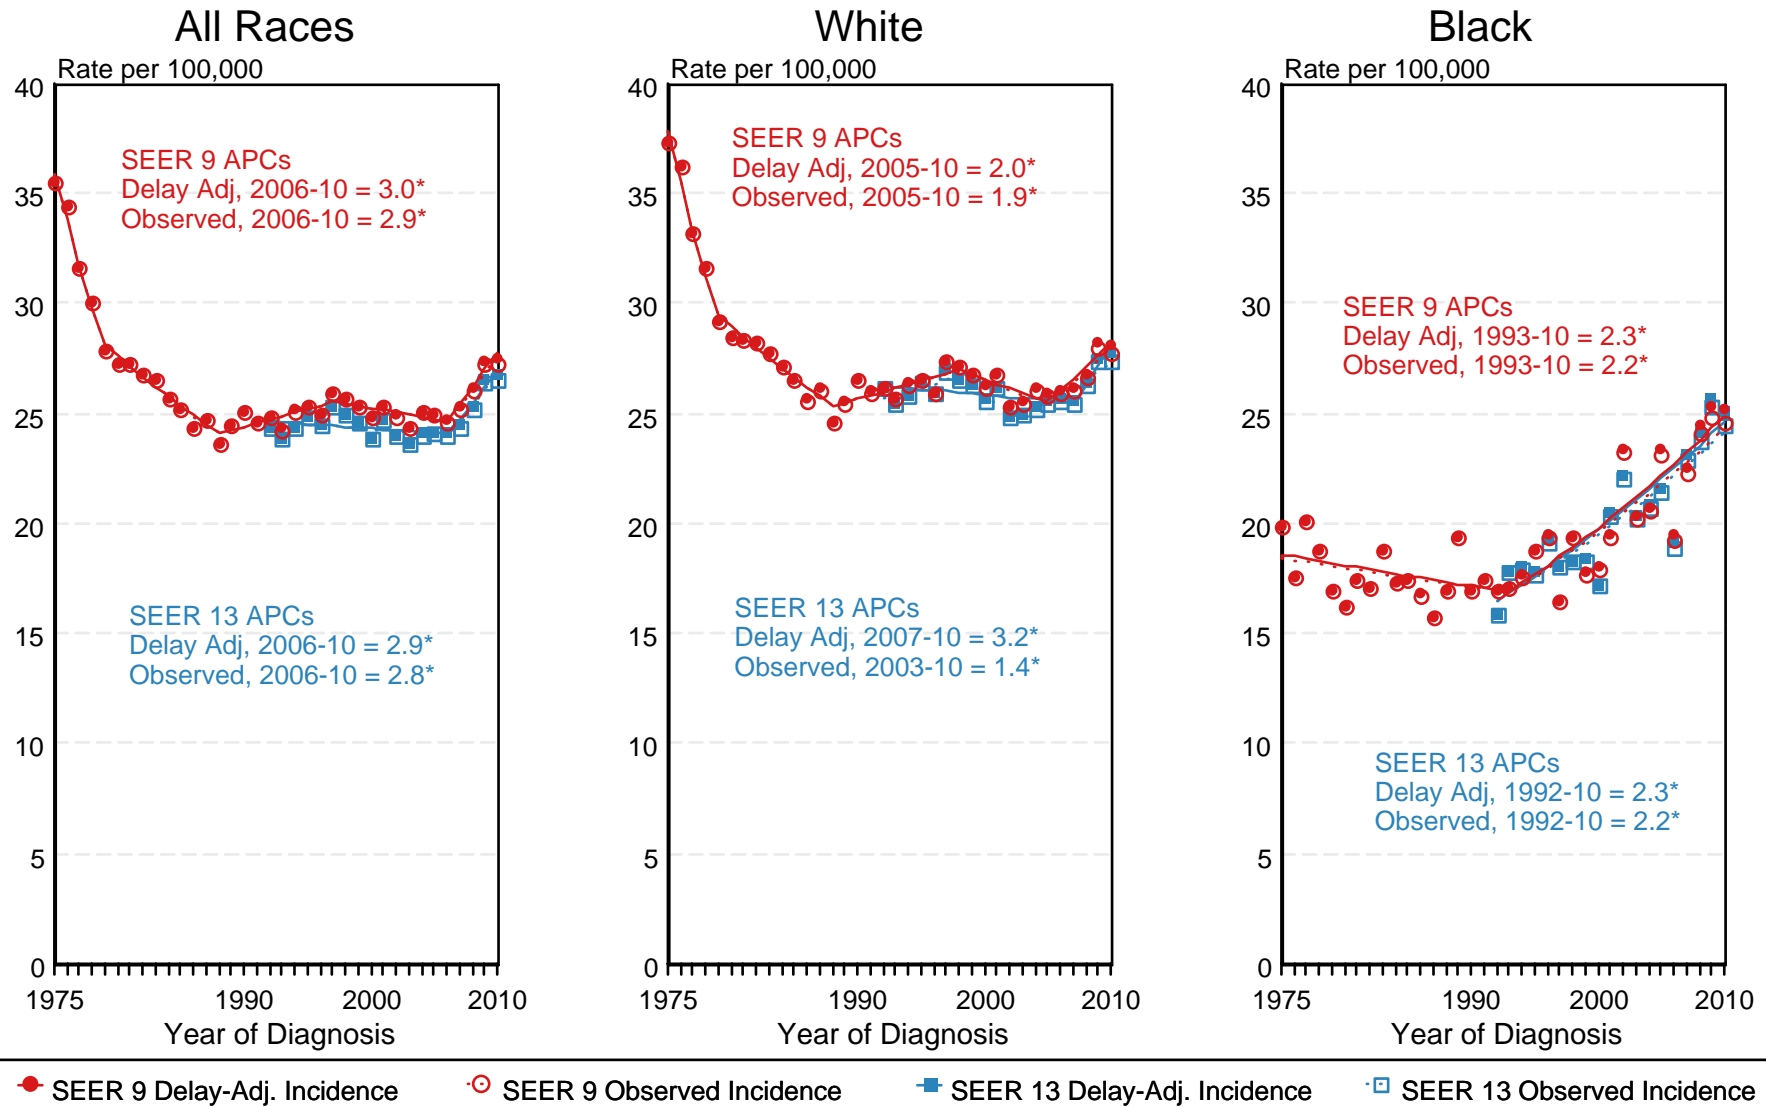 All Races
Rate per 100,000
40
35
30
25
20
15
10
5
0
SEER 9 APCs
Delay Adj, 2006-10 = 3.0*
Observed, 2006-10 = 2.9*
SEER 13 APCs
Delay Adj, 2006-10 = 2.9*
Observed, 2006-10 = 2.8*
1975 1990 2000 2010
Year of Diagnosis
White
Rate per 100,000
40
35
30
25
20
15
10
5
0
SEER 9 APCs
Delay Adj, 2005-10 = 2.0*
Observed, 2005-10 = 1.9*
SEER 13 APCs
Delay Adj, 2007-10 = 3.2*
Observed, 2003-10 = 1.4*
1975 1990 2000 2010
Year of Diagnosis
Black
Rate per 100,000
40
35
30
25
20
15
10
5
0
SEER 9 APCs
Delay Adj, 1993-10 = 2.3*
Observed, 1993-10 = 2.2*
SEER 13 APCs
Delay Adj, 1992-10 = 2.3*
Observed, 1992-10 = 2.2*
1975 1990 2000 2010
Year of Diagnosis
SEER 9 Delay-Adj. Incidence SEER 9 Observed Incidence SEER 13 Delay-Adj. Incidence SEER 13 Observed Incidence